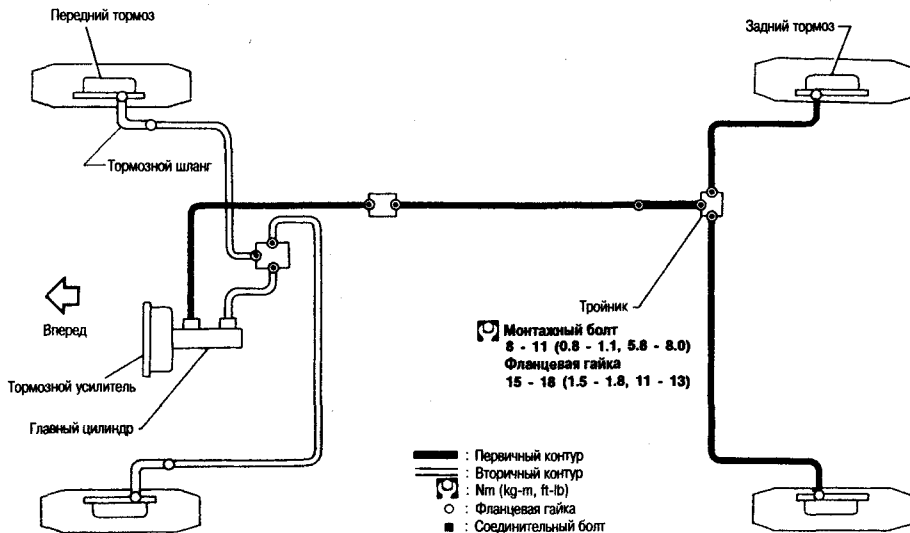 Передний тормоз
Задний тормоз
Тормозной шланг
Вперед
Тройник
Монтажный болт
8 - 11 (0.8 - 1.1, 5.8 - 8.0)
Фланцевая гайка
15 - 18 (1.5 - 1.8, 11 - 13)
Тормозной усилитель
Главный цилиндр
: Первичный контур
: Вторичный контур
: Nm (kg-m, ft-lb)
: Фланцевая гайка
: Соединительный болт